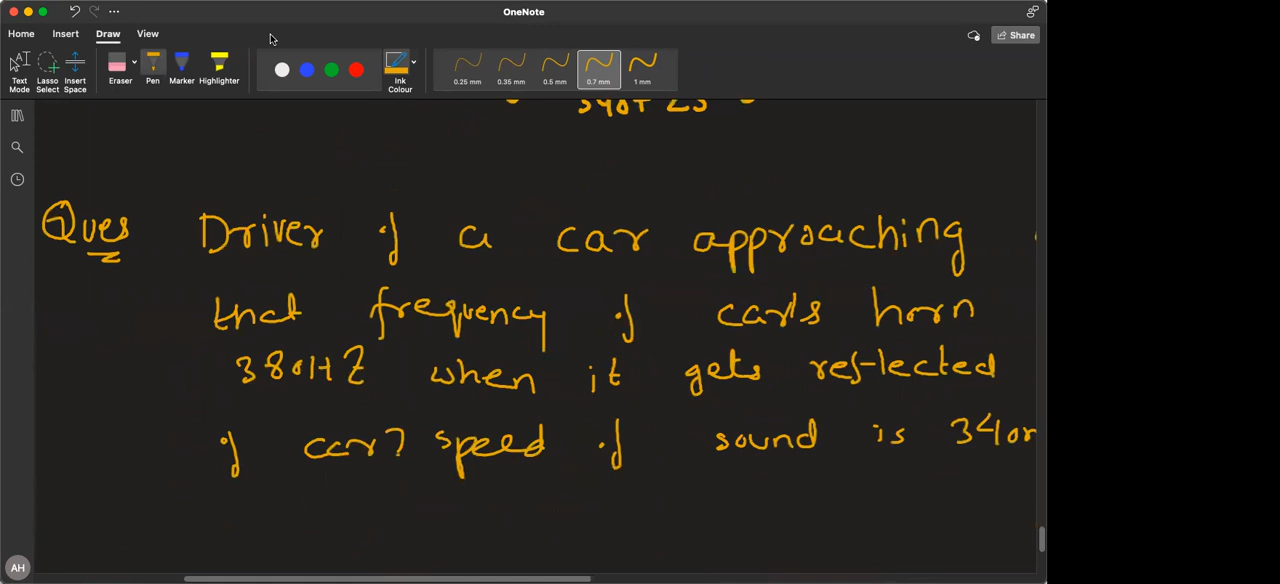 OneNote
Home Insert Draw View
Share
Text Mode
Lasso Select
Insert Space
Eraser
Pen
Marker
Highlighter
Ink Colour
0.25 mm
0.35 mm
0.5 mm
0.7 mm
1 mm
340+25
Ques Driver of a car approaching
that frequency of car's horn
380HZ when it gets reflected
of car? speed of sound is 340m
AH